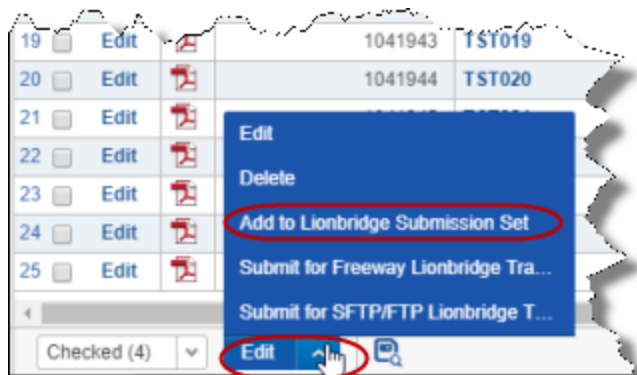 19 Edit 1041943 TST019
20 Edit 1041944 TST020
21 Edit
22 Edit
23 Edit
24 Edit
25 Edit
Edit
Delete
Add to Lionbridge Submission Set
Submit for Freeway Lionbridge Tra...
Submit for SFTP/FTP Lionbridge T...
Checked (4) Edit